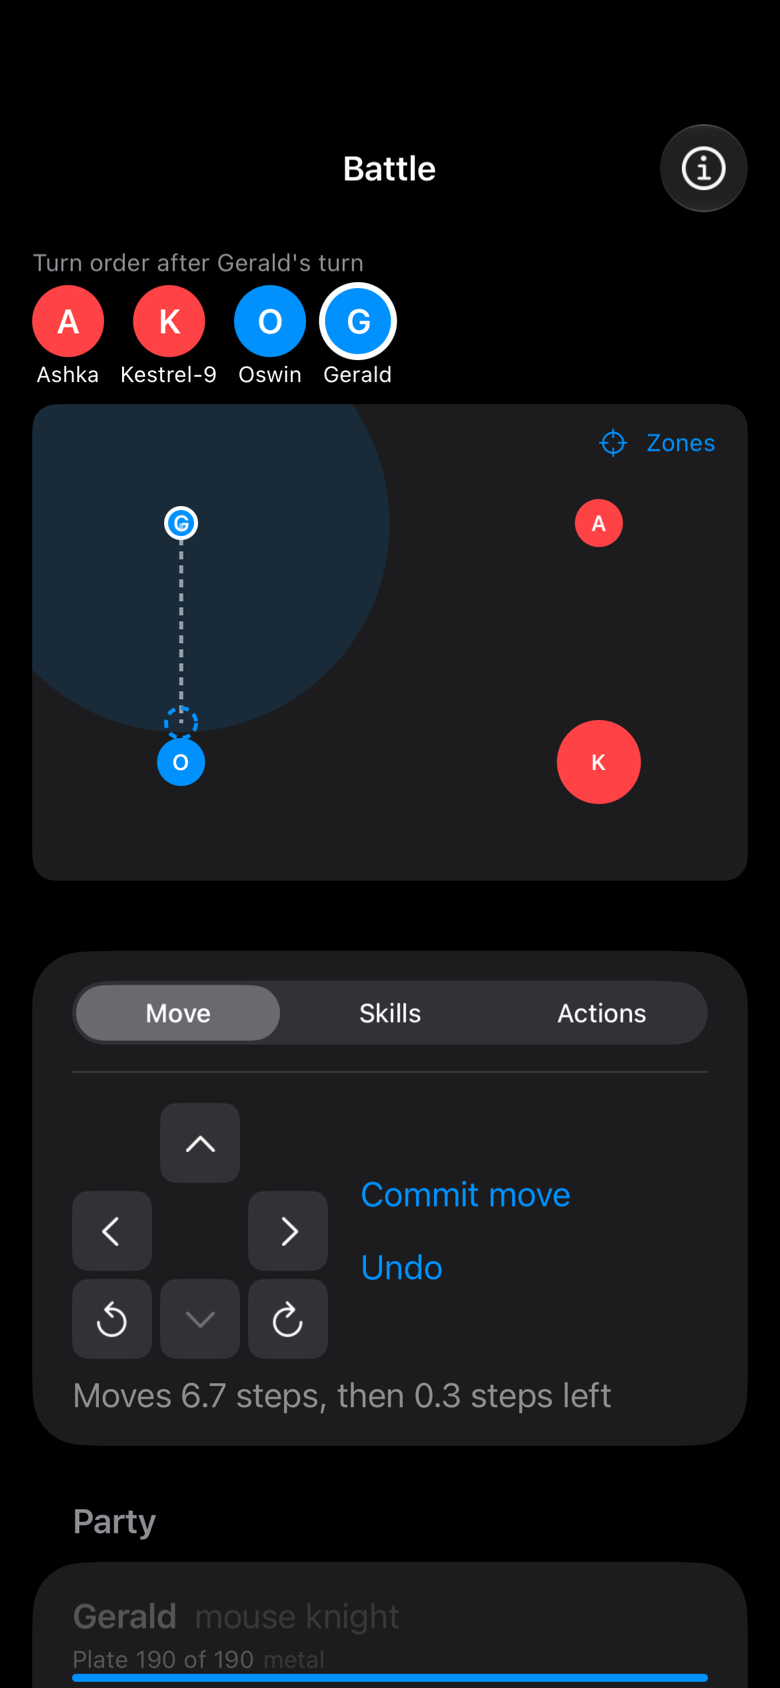 Battle
Turn order after Gerald's turn
A K O G
Ashka Kestrel-9 Oswin Gerald
Zones
G A
O K
Move Skills Actions
Commit move
Undo
Moves 6.7 steps, then 0.3 steps left
Party
Gerald mouse knight
Plate 190 of 190 metal